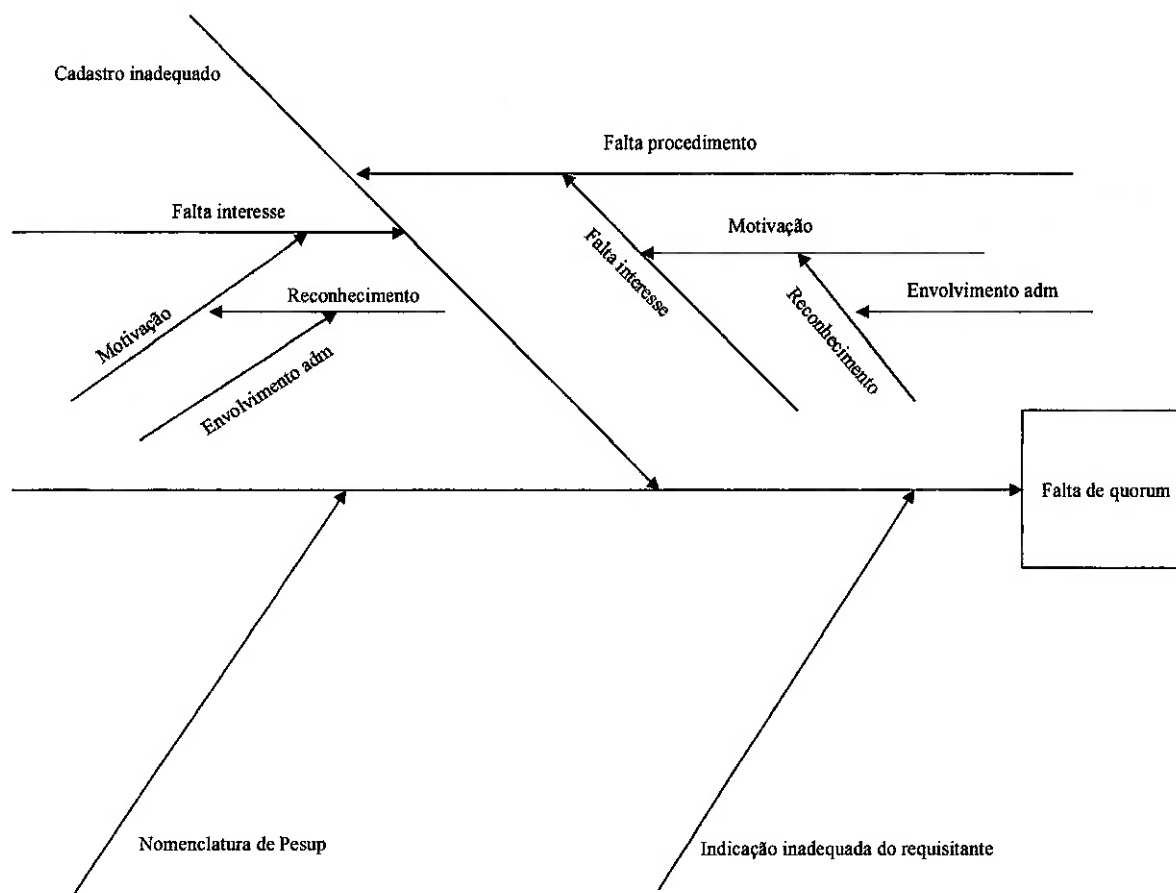 Cadastro inadequado
Falta procedimento
Falta interesse
Motivação
Falta interesse
Reconhecimento
Envolvimento adm
Reconhecimento
Motivação
Envolvimento adm
Falta de quorum
Nomenclatura de Pesup
Indicação inadequada do requisitante